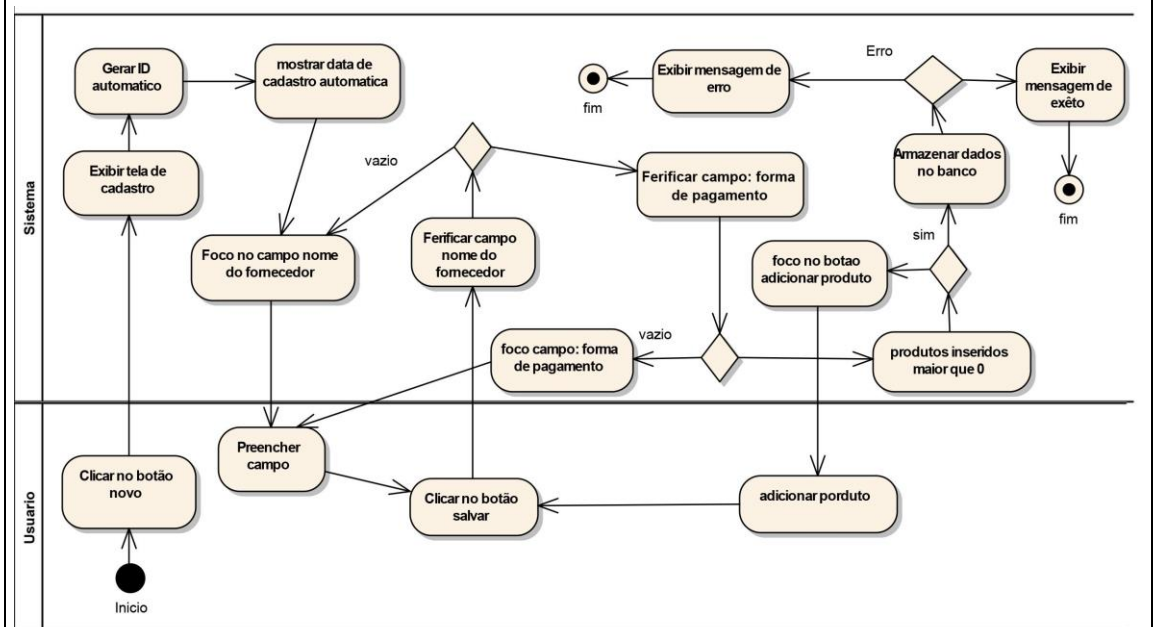 Sistema
Gerar ID
automatico
mostrar data de
cadastro automatica
fim
Exibir mensagem de
erro
Erro
Exibir
mensagem de
exêto
fim
Exibir tela de
cadastro
vazio
Ferificar campo: forma
de pagamento
Armazenar dados
no banco
sim
Foco no campo nome
do fornecedor
Ferificar campo
nome do
fornecedor
foco no botao
adicionar produto
foco campo: forma
de pagamento
vazio
produtos inseridos
maior que 0
Usuario
Clicar no botão
novo
Preencher
campo
Clicar no botão
salvar
adicionar porduto
Inicio